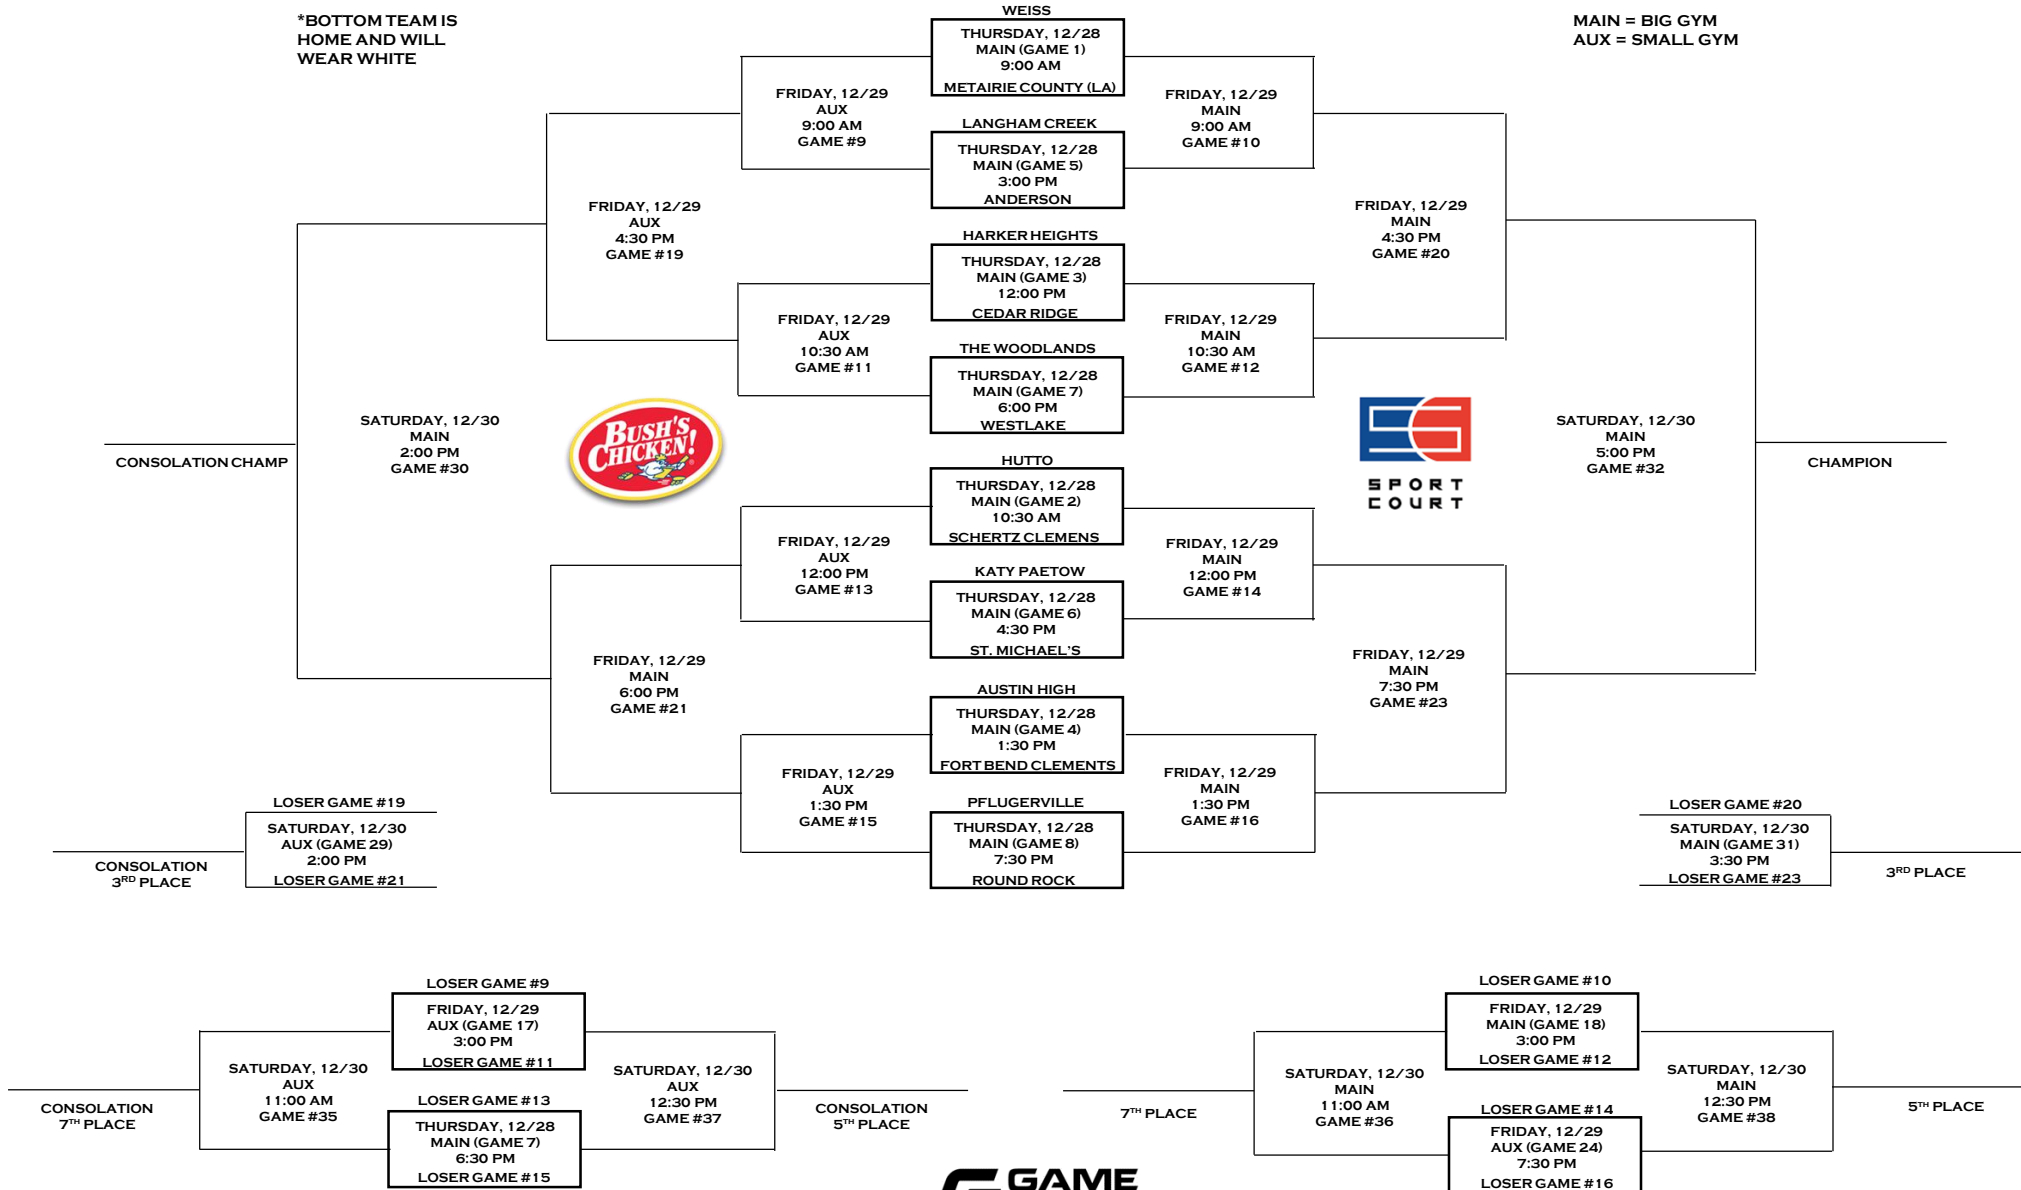 *BOTTOM TEAM IS
HOME AND WILL
WEAR WHITE
MAIN = BIG GYM
AUX = SMALL GYM
WEISS
THURSDAY, 12/28
MAIN (GAME 1)
9:00 AM
METAIRIE COUNTY (LA)
LANGHAM CREEK
THURSDAY, 12/28
MAIN (GAME 5)
3:00 PM
ANDERSON
HARKER HEIGHTS
THURSDAY, 12/28
MAIN (GAME 3)
12:00 PM
CEDAR RIDGE
THE WOODLANDS
THURSDAY, 12/28
MAIN (GAME 7)
6:00 PM
WESTLAKE
HUTTO
THURSDAY, 12/28
MAIN (GAME 2)
10:30 AM
SCHERTZ CLEMENS
KATY PAETOW
THURSDAY, 12/28
MAIN (GAME 6)
4:30 PM
ST. MICHAEL'S
AUSTIN HIGH
THURSDAY, 12/28
MAIN (GAME 4)
1:30 PM
FORT BEND CLEMENTS
PFLUGERVILLE
THURSDAY, 12/28
MAIN (GAME 8)
7:30 PM
ROUND ROCK
FRIDAY, 12/29
AUX
9:00 AM
GAME #9
FRIDAY, 12/29
AUX
10:30 AM
GAME #11
FRIDAY, 12/29
AUX
12:00 PM
GAME #13
FRIDAY, 12/29
AUX
1:30 PM
GAME #15
FRIDAY, 12/29
AUX
4:30 PM
GAME #19
FRIDAY, 12/29
MAIN
6:00 PM
GAME #21
SATURDAY, 12/30
MAIN
2:00 PM
GAME #30
CONSOLATION CHAMP
BUSH'S
CHICKEN!
FRIDAY, 12/29
MAIN
9:00 AM
GAME #10
FRIDAY, 12/29
MAIN
10:30 AM
GAME #12
FRIDAY, 12/29
MAIN
12:00 PM
GAME #14
FRIDAY, 12/29
MAIN
1:30 PM
GAME #16
FRIDAY, 12/29
MAIN
4:30 PM
GAME #20
FRIDAY, 12/29
MAIN
7:30 PM
GAME #23
SATURDAY, 12/30
MAIN
5:00 PM
GAME #32
CHAMPION
SPORT
COURT
LOSER GAME #19
SATURDAY, 12/30
AUX (GAME 29)
2:00 PM
LOSER GAME #21
CONSOLATION
3RD PLACE
LOSER GAME #20
SATURDAY, 12/30
MAIN (GAME 31)
3:30 PM
LOSER GAME #23
3RD PLACE
LOSER GAME #9
FRIDAY, 12/29
AUX (GAME 17)
3:00 PM
LOSER GAME #11
LOSER GAME #13
THURSDAY, 12/28
MAIN (GAME 7)
6:30 PM
LOSER GAME #15
SATURDAY, 12/30
AUX
11:00 AM
GAME #35
CONSOLATION
7TH PLACE
SATURDAY, 12/30
AUX
12:30 PM
GAME #37
CONSOLATION
5TH PLACE
LOSER GAME #10
FRIDAY, 12/29
MAIN (GAME 18)
3:00 PM
LOSER GAME #12
LOSER GAME #14
FRIDAY, 12/29
AUX (GAME 24)
7:30 PM
LOSER GAME #16
SATURDAY, 12/30
MAIN
11:00 AM
GAME #36
7TH PLACE
SATURDAY, 12/30
MAIN
12:30 PM
GAME #38
5TH PLACE
GAME